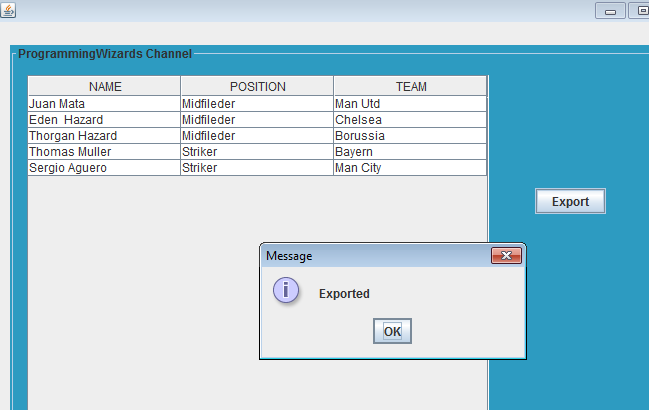 ProgrammingWizards Channel
NAME POSITION TEAM
Juan Mata Midfileder Man Utd
Eden  Hazard Midfileder Chelsea
Thorgan Hazard Midfileder Borussia
Thomas Muller Striker Bayern
Sergio Aguero Striker Man City
Export
Message
Exported
OK